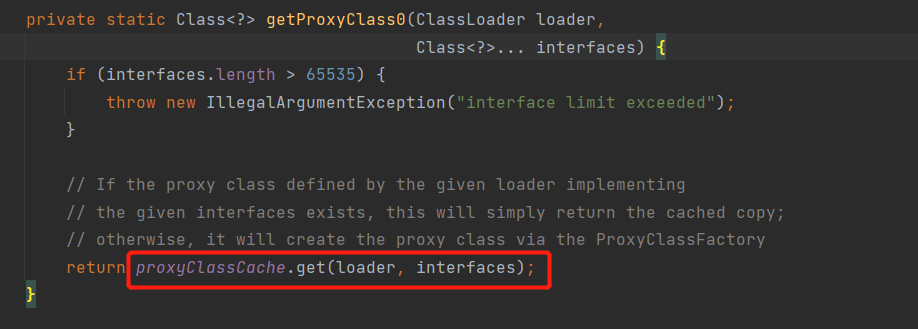 private static Class<?> getProxyClass0(ClassLoader loader,
Class<?>... interfaces) {
if (interfaces.length > 65535) {
throw new IllegalArgumentException("interface limit exceeded");
}
// If the proxy class defined by the given loader implementing
// the given interfaces exists, this will simply return the cached copy;
// otherwise, it will create the proxy class via the ProxyClassFactory
return proxyClassCache.get(loader, interfaces);
}